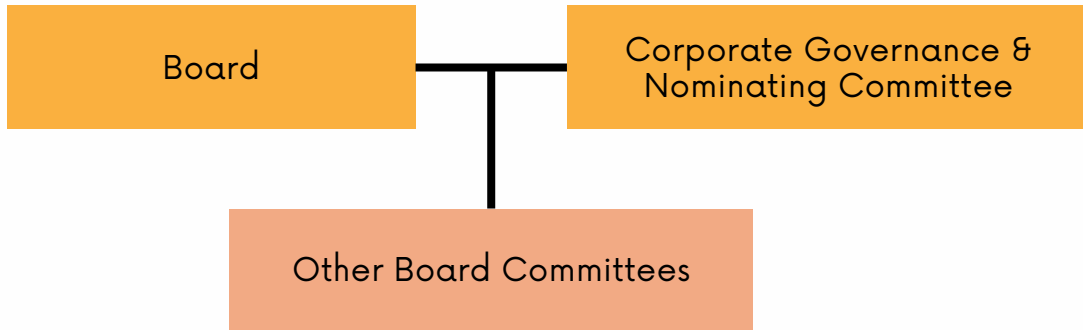 Board
Corporate Governance &
Nominating Committee
Other Board Committees